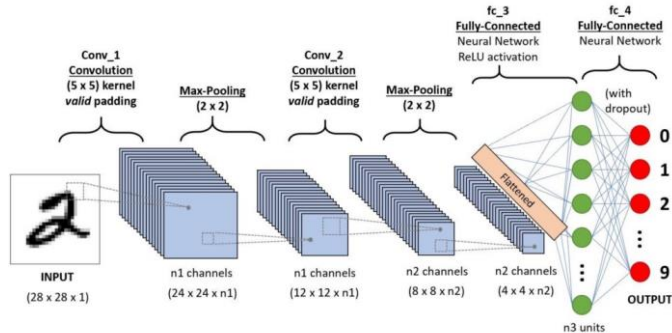 Conv_1
Convolution
(5 x 5) kernel
valid padding
Max-Pooling
(2 x 2)
Conv_2
Convolution
(5 x 5) kernel
valid padding
Max-Pooling
(2 x 2)
fc_3
Fully-Connected
Neural Network
ReLU activation
fc_4
Fully-Connected
Neural Network
(with
dropout)
2
Flattened
0
1
2
9
INPUT
(28 x 28 x 1)
n1 channels
(24 x 24 x n1)
n1 channels
(12 x 12 x n1)
n2 channels
(8 x 8 x n2)
n2 channels
(4 x 4 x n2)
n3 units
OUTPUT